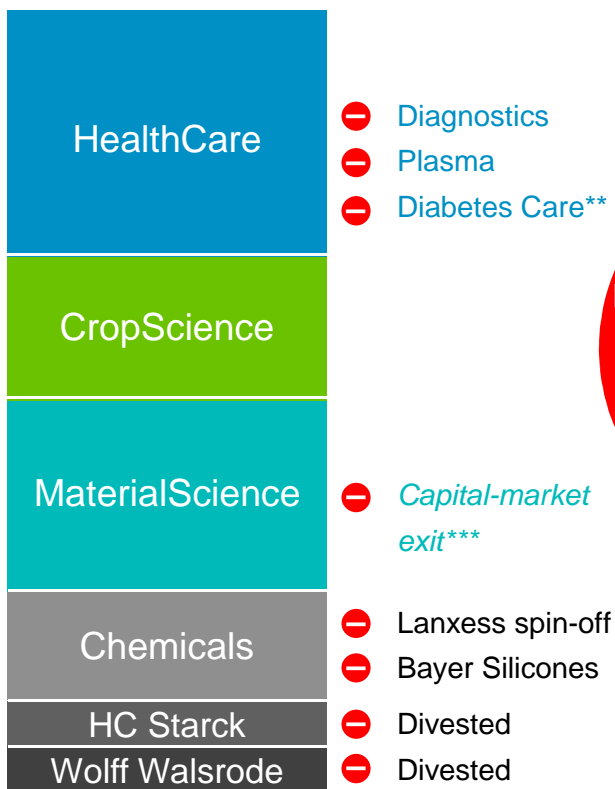 HealthCare
Diagnostics
Plasma
Diabetes Care**
CropScience
MaterialScience
Capital-market
exit***
Chemicals
Lanxess spin-off
Bayer Silicones
HC Starck
Divested
Wolff Walsrode
Divested